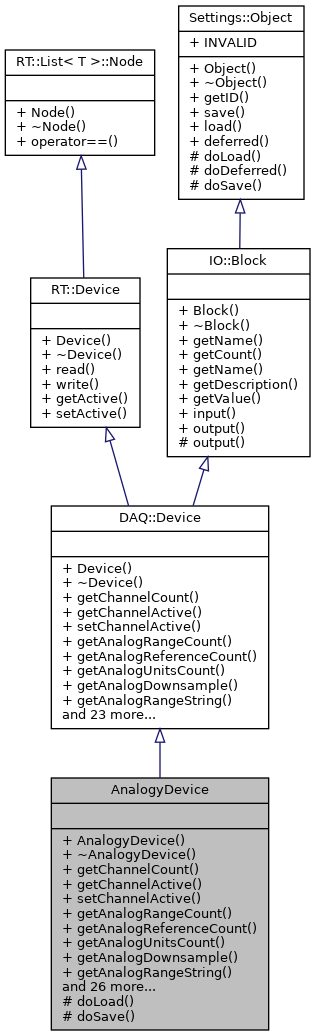 Settings::Object
+ INVALID
+ Object()
+ ~Object()
+ getID()
+ save()
+ load()
+ deferred()
# doLoad()
# doDeferred()
# doSave()
RT::List< T >::Node
+ Node()
+ ~Node()
+ operator==()
RT::Device
+ Device()
+ ~Device()
+ read()
+ write()
+ getActive()
+ setActive()
IO::Block
+ Block()
+ ~Block()
+ getName()
+ getCount()
+ getName()
+ getDescription()
+ getValue()
+ input()
+ output()
# output()
DAQ::Device
+ Device()
+ ~Device()
+ getChannelCount()
+ getChannelActive()
+ setChannelActive()
+ getAnalogRangeCount()
+ getAnalogReferenceCount()
+ getAnalogUnitsCount()
+ getAnalogDownsample()
+ getAnalogRangeString()
and 23 more...
AnalogyDevice
+ AnalogyDevice()
+ ~AnalogyDevice()
+ getChannelCount()
+ getChannelActive()
+ setChannelActive()
+ getAnalogRangeCount()
+ getAnalogReferenceCount()
+ getAnalogUnitsCount()
+ getAnalogDownsample()
+ getAnalogRangeString()
and 26 more...
# doLoad()
# doSave()